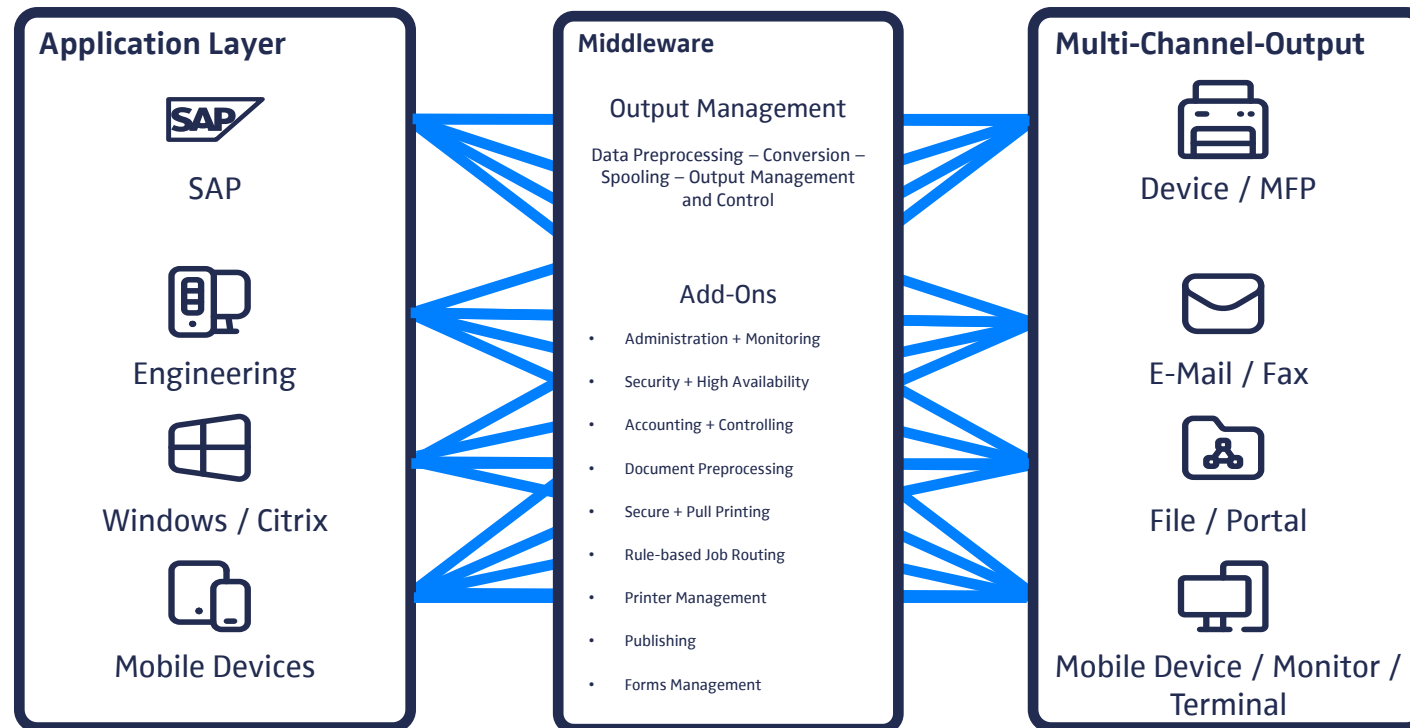 Application Layer
SAP
SAP
Engineering
Windows / Citrix
Mobile Devices
Middleware
Output Management
Data Preprocessing – Conversion –
Spooling – Output Management
and Control
Add-Ons
• Administration + Monitoring
• Security + High Availability
• Accounting + Controlling
• Document Preprocessing
• Secure + Pull Printing
• Rule-based Job Routing
• Printer Management
• Publishing
• Forms Management
Multi-Channel-Output
Device / MFP
E-Mail / Fax
File / Portal
Mobile Device / Monitor /
Terminal